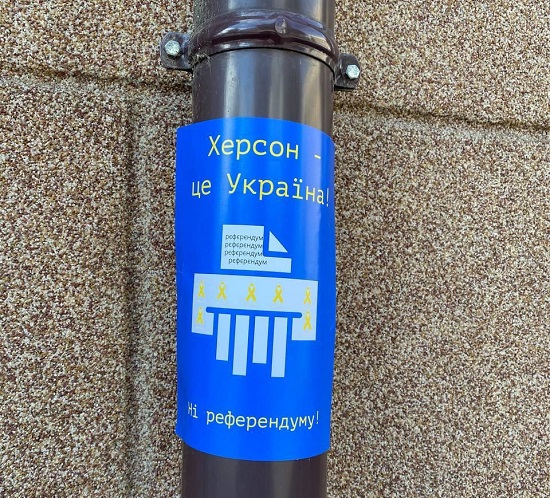 Херсон -
це Україна!
референдум
референдум
референдум
референдум
Ні референдуму!